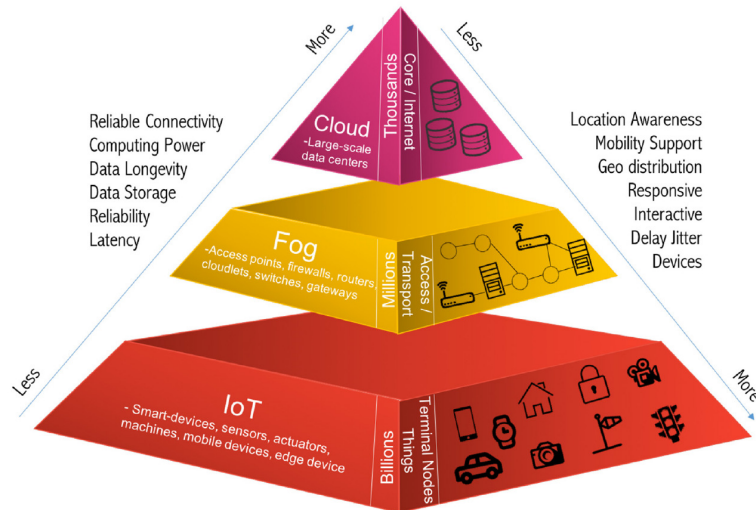 More
Less
Reliable Connectivity
Computing Power
Data Longevity
Data Storage
Reliability
Latency
Location Awareness
Mobility Support
Geo distribution
Responsive
Interactive
Delay Jitter
Devices
Cloud
-Large-scale
data centers
Thousands
Core / Internet
Fog
-Access points, firewalls, routers,
cloudlets, switches, gateways
Millions
Access /
Transport
IoT
- Smart-devices, sensors, actuators,
machines, mobile devices, edge device
Billions
Terminal Nodes
Things
Less
More